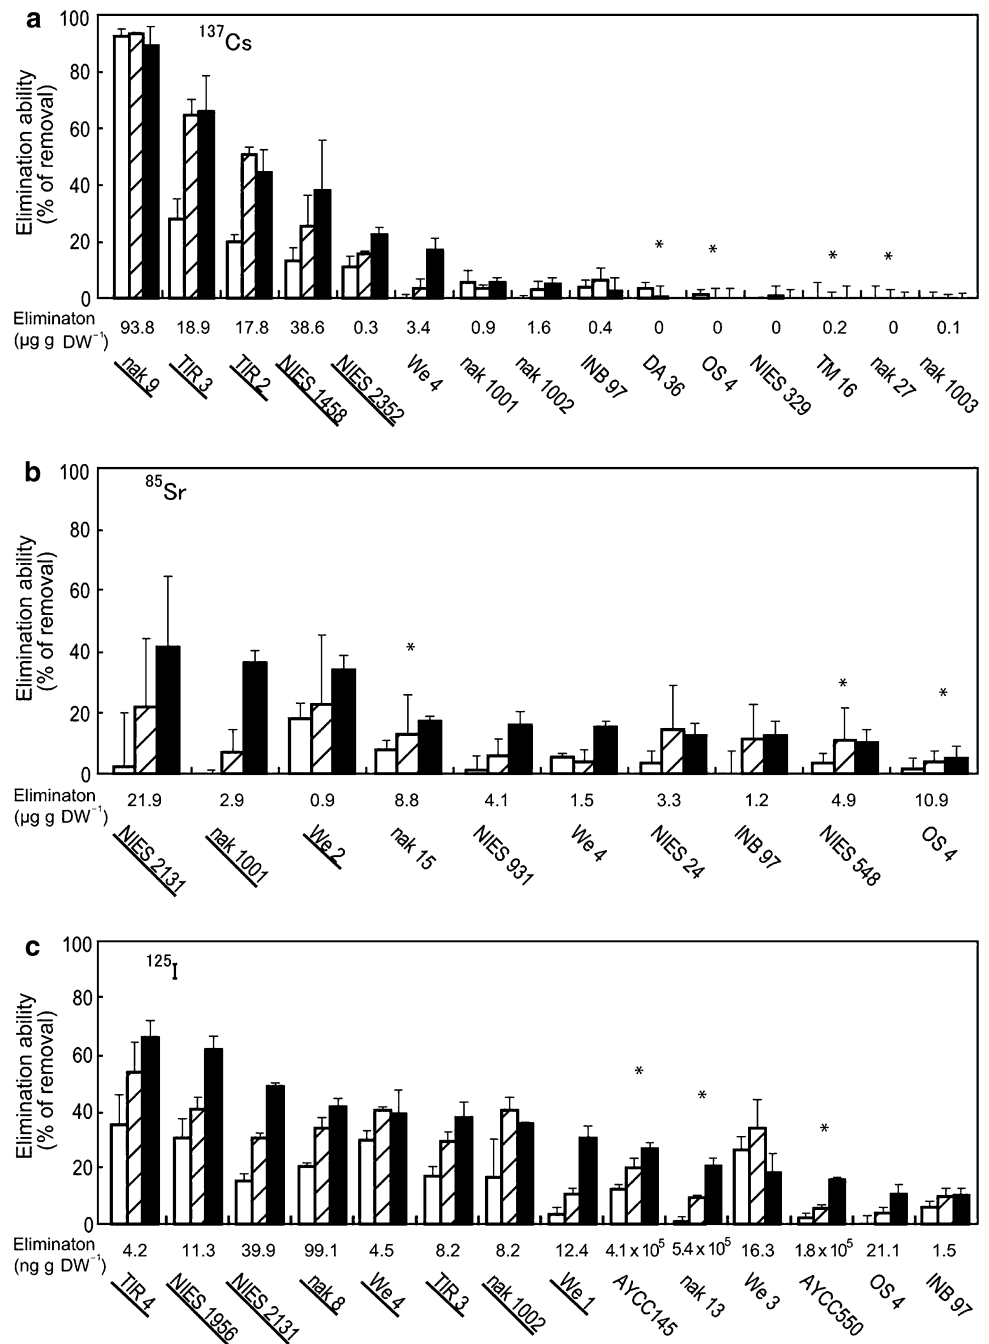 a
137Cs
Elimination ability
(% of removal)
100
80
60
40
20
0
* * * *
Eliminaton
(µg g DW⁻¹)
93.8 18.9 17.8 38.6 0.3 3.4 0.9 1.6 0.4 0 0 0 0.2 0 0.1
nak 9 TIR 3 TIR 2 NIES 1458 NIES 2352 We 4 nak 1001 nak 1002 INB 97 DA 36 OS 4 NIES 329 TM 16 nak 27 nak 1003
b
85Sr
Elimination ability
(% of removal)
100
80
60
40
20
0
* * *
Eliminaton
(µg g DW⁻¹)
21.9 2.9 0.9 8.8 4.1 1.5 3.3 1.2 4.9 10.9
NIES 2131 nak 1001 We 2 nak 15 NIES 931 We 4 NIES 24 INB 97 NIES 548 OS 4
c
125I
Elimination ability
(% of removal)
100
80
60
40
20
0
* * *
Eliminaton
(ng g DW⁻¹)
4.2 11.3 39.9 99.1 4.5 8.2 8.2 12.4 4.1 x 10⁵ 5.4 x 10⁵ 16.3 1.8 x 10⁵ 21.1 1.5
TIR 4 NIES 1956 NIES 2131 nak 8 We 4 TIR 3 nak 1002 We 1 AYCC145 nak 13 We 3 AYCC550 OS 4 INB 97